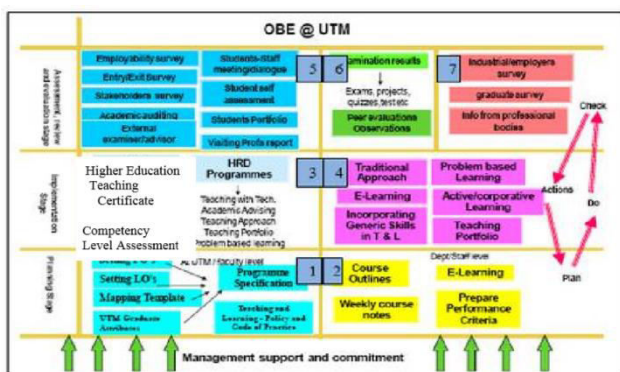 OBE @ UTM
Assessment, review
and evaluation stage
Employability survey
Entry/Exit Survey
Stakeholders survey
Academic auditing
External
examiner/advisor
Students-Staff
meeting/dialogue
Student self
assessment
Students Portfolio
Visiting Profs report
5
6
amination results
Exams, projects,
quizzes, test etc
Peer evaluations
Observations
7
Industrial/employers
survey
graduate survey
Info from professional
bodies
Check
Actions
Do
Plan
Implementation
Stage
Higher Education
Teaching
Certificate
Competency
Level Assessment
HRD
Programmes
Teaching with Tech.
Academic Advising
Teaching Approach
Teaching Portfolio
Problem based learning
3
4
Traditional
Approach
E-Learning
Incorporating
Generic Skills
in T & L
Problem based
Learning
Active/corporative
Learning
Teaching
Portfolio
Planning Stage
At UTM /Faculty level
Setting LO's
Mapping Template
UTM Graduate
Attributes
Programme
Specification
Teaching and
Learning - Policy and
Code of Practice
1
2
Course
Outlines
Weekly course
notes
Dept/Staff level
E-Learning
Prepare
Performance
Criteria
Management support and commitment